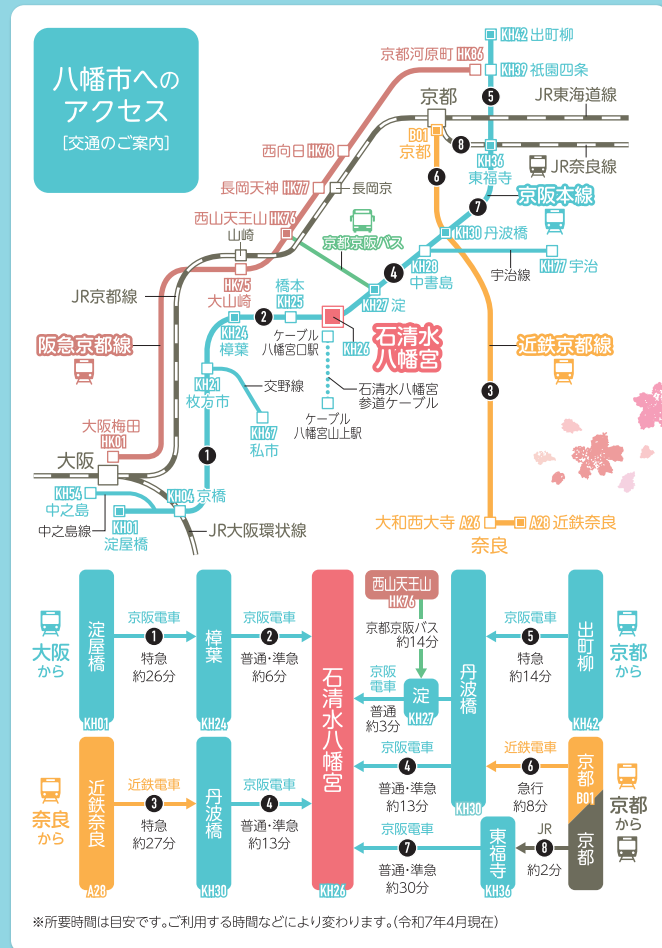 八幡市への
アクセス
[交通のご案内]
KH42 出町柳
京都河原町 HK86
KH39 祇園四条
京都
JR東海道線
5
B01
京都
8
西向日 HK78
KH36
東福寺
JR奈良線
6
長岡天神 HK77
長岡京
7
京阪本線
西山天王山 HK76
山崎
京都京阪バス
KH30 丹波橋
4
KH28
中書島
宇治線
KH77 宇治
HK75
大山崎
橋本
KH25
KH27 淀
JR京都線
2
KH24
樟葉
ケーブル
八幡宮口駅
KH26
石清水
八幡宮
阪急京都線
近鉄京都線
KH21
枚方市
交野線
石清水八幡宮
参道ケーブル
3
KH67
私市
ケーブル
八幡宮山上駅
大阪梅田
HK01
1
大阪
KH54
中之島
KH04 京橋
中之島線
KH01
淀屋橋
JR大阪環状線
大和西大寺 A26
A28 近鉄奈良
奈良
大阪
から
淀屋橋
KH01
京阪電車
1
特急
約26分
樟葉
KH24
京阪電車
2
普通・準急
約6分
石清水八幡宮
KH26
西山天王山
HK76
京都京阪バス
約14分
京阪
電車
普通
約3分
淀
KH27
丹波橋
KH30
京阪電車
5
特急
約14分
出町柳
KH42
京都
から
奈良
から
近鉄奈良
A28
近鉄電車
3
特急
約27分
丹波橋
KH30
京阪電車
4
普通・準急
約13分
京阪電車
4
普通・準急
約13分
近鉄電車
6
急行
約8分
京都
B01
京都
から
京阪電車
7
普通・準急
約30分
東福寺
KH36
JR
8
約2分
京都
※所要時間は目安です。ご利用する時間などにより変わります。(令和7年4月現在)